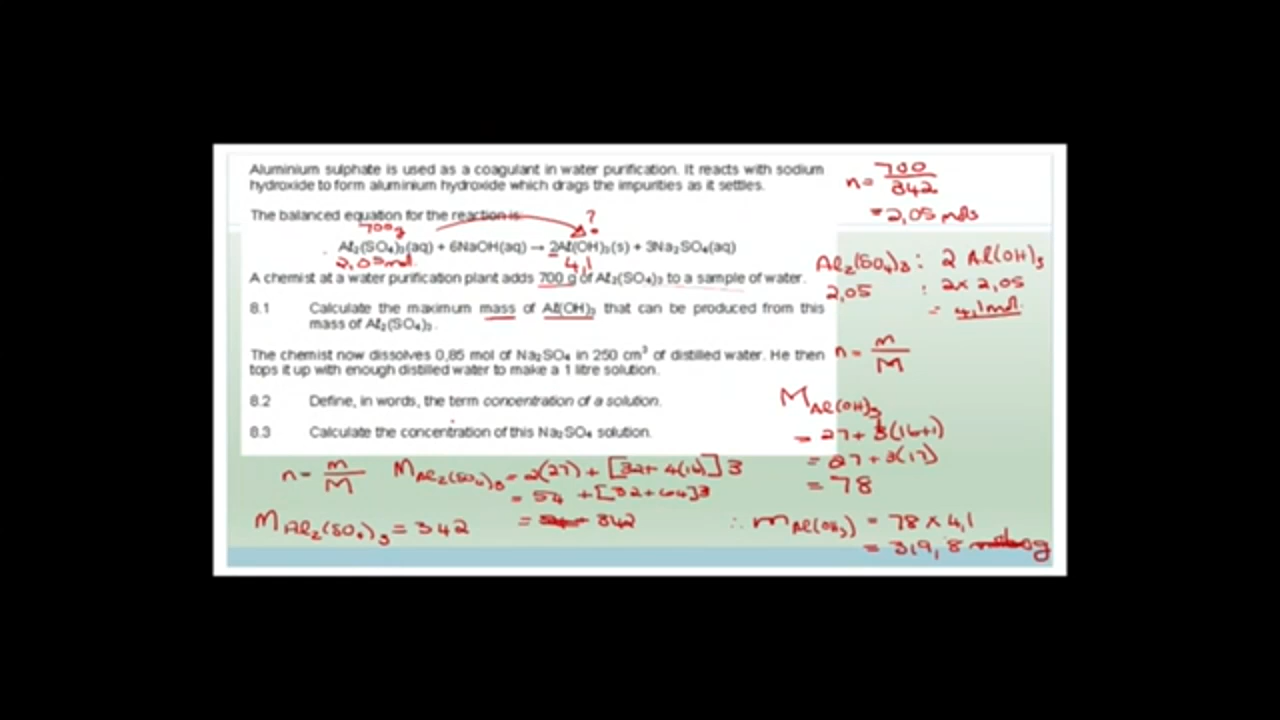 Aluminium sulphate is used as a coagulant in water purification. It reacts with sodium
hydroxide to form aluminium hydroxide which drags the impurities as it settles.
The balanced equation for the reaction is:
700g
?
Aℓ₂(SO₄)₃(aq) + 6NaOH(aq) → 2Aℓ(OH)₃(s) + 3Na₂SO₄(aq)
2,05mol
4,1
A chemist at a water purification plant adds 700 g of Aℓ₂(SO₄)₃ to a sample of water.
8.1 Calculate the maximum mass of Aℓ(OH)₃ that can be produced from this
mass of Aℓ₂(SO₄)₃.
The chemist now dissolves 0,85 mol of Na₂SO₄ in 250 cm³ of distilled water. He then
tops it up with enough distilled water to make a 1 litre solution.
8.2 Define, in words, the term concentration of a solution.
8.3 Calculate the concentration of this Na₂SO₄ solution.
n = m/M
M Al₂(SO₄)₃ = 2(27) + [32 + 4(16)]3
= 54 + [32+64]3
= 342
M Al₂(SO₄)₃ = 342
n = 700/342
= 2,05 mols
Al₂(SO₄)₃ : 2 Al(OH)₃
2,05 : 2 x 2,05
= 4,1mol
n = m/M
M Al(OH)₃
= 27 + 3(16+1)
= 27 + 3(17)
= 78
∴ m Al(OH₃) = 78 x 4,1
= 319,8 g